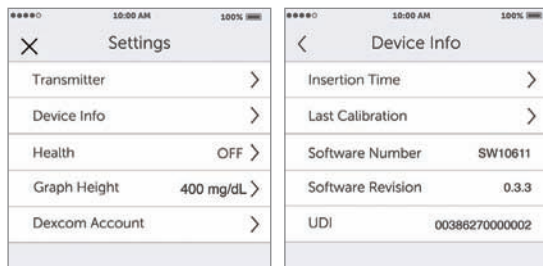 10:00 AM 100%
Settings
Transmitter
Device Info
Health OFF
Graph Height 400 mg/dL
Dexcom Account
10:00 AM 100%
Device Info
Insertion Time
Last Calibration
Software Number SW10611
Software Revision 0.3.3
UDI 00386270000002